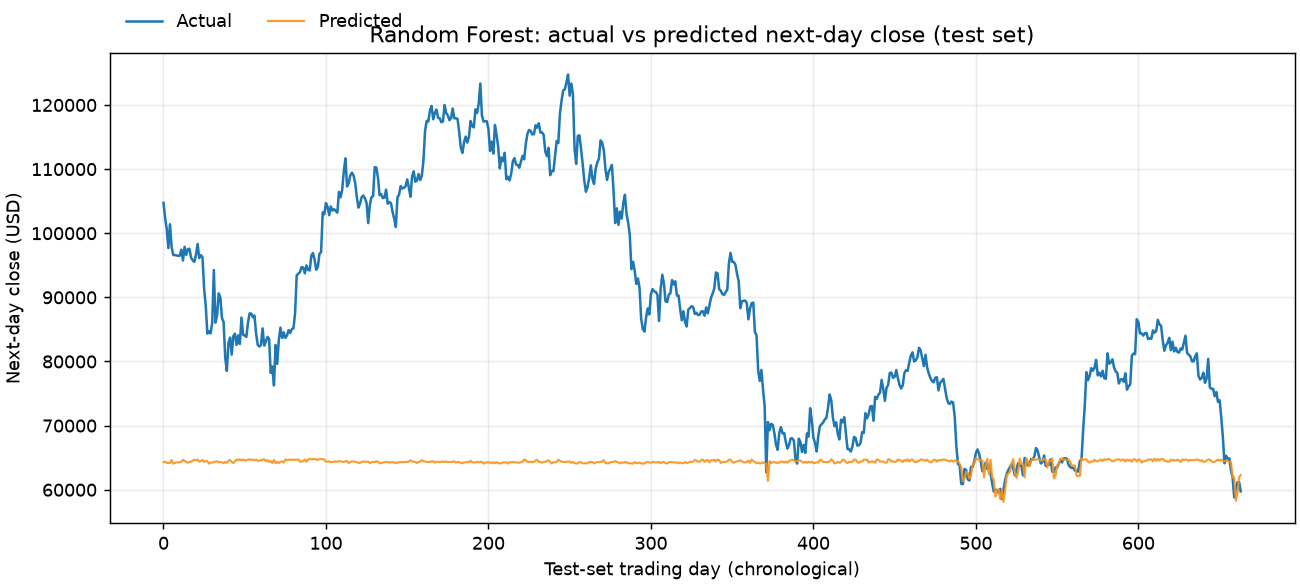 Actual Predicted
Random Forest: actual vs predicted next-day close (test set)
Next-day close (USD)
120000
110000
100000
90000
80000
70000
60000
0 100 200 300 400 500 600
Test-set trading day (chronological)